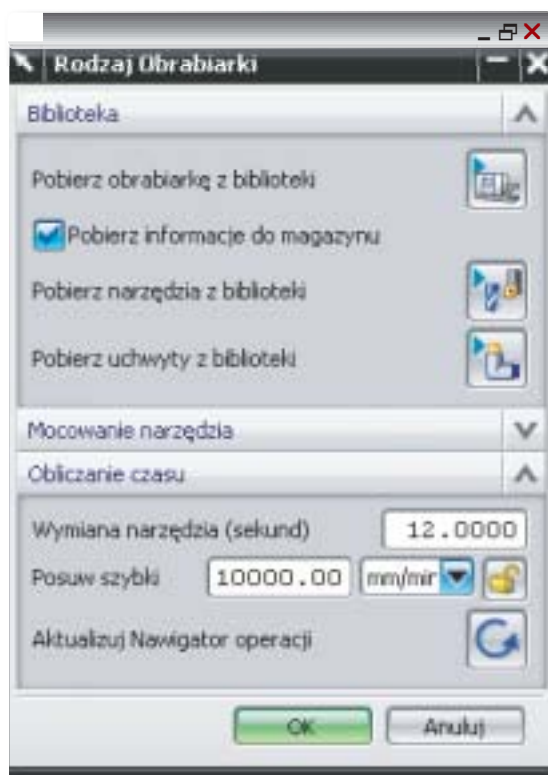 Rodzaj Obrabiarki
Biblioteka
Pobierz obrabiarkę z biblioteki
Pobierz informacje do magazynu
Pobierz narzędzia z biblioteki
Pobierz uchwyty z biblioteki
Mocowanie narzędzia
Obliczanie czasu
Wymiana narzędzia (sekund) 12.0000
Posuw szybki 10000.00 mm/mir
Aktualizuj Nawigator operacji
OK Anuluj